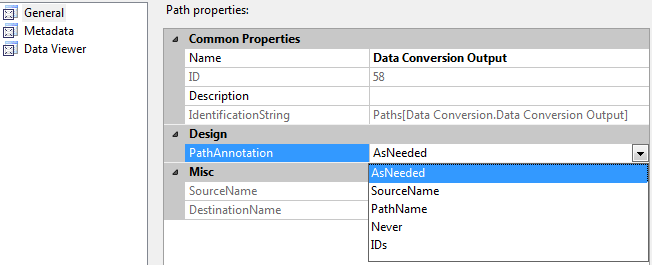 General
Metadata
Data Viewer
Path properties:
Common Properties
Name Data Conversion Output
ID 58
Description
IdentificationString Paths[Data Conversion.Data Conversion Output]
Design
PathAnnotation AsNeeded
Misc
SourceName
DestinationName
AsNeeded
SourceName
PathName
Never
IDs